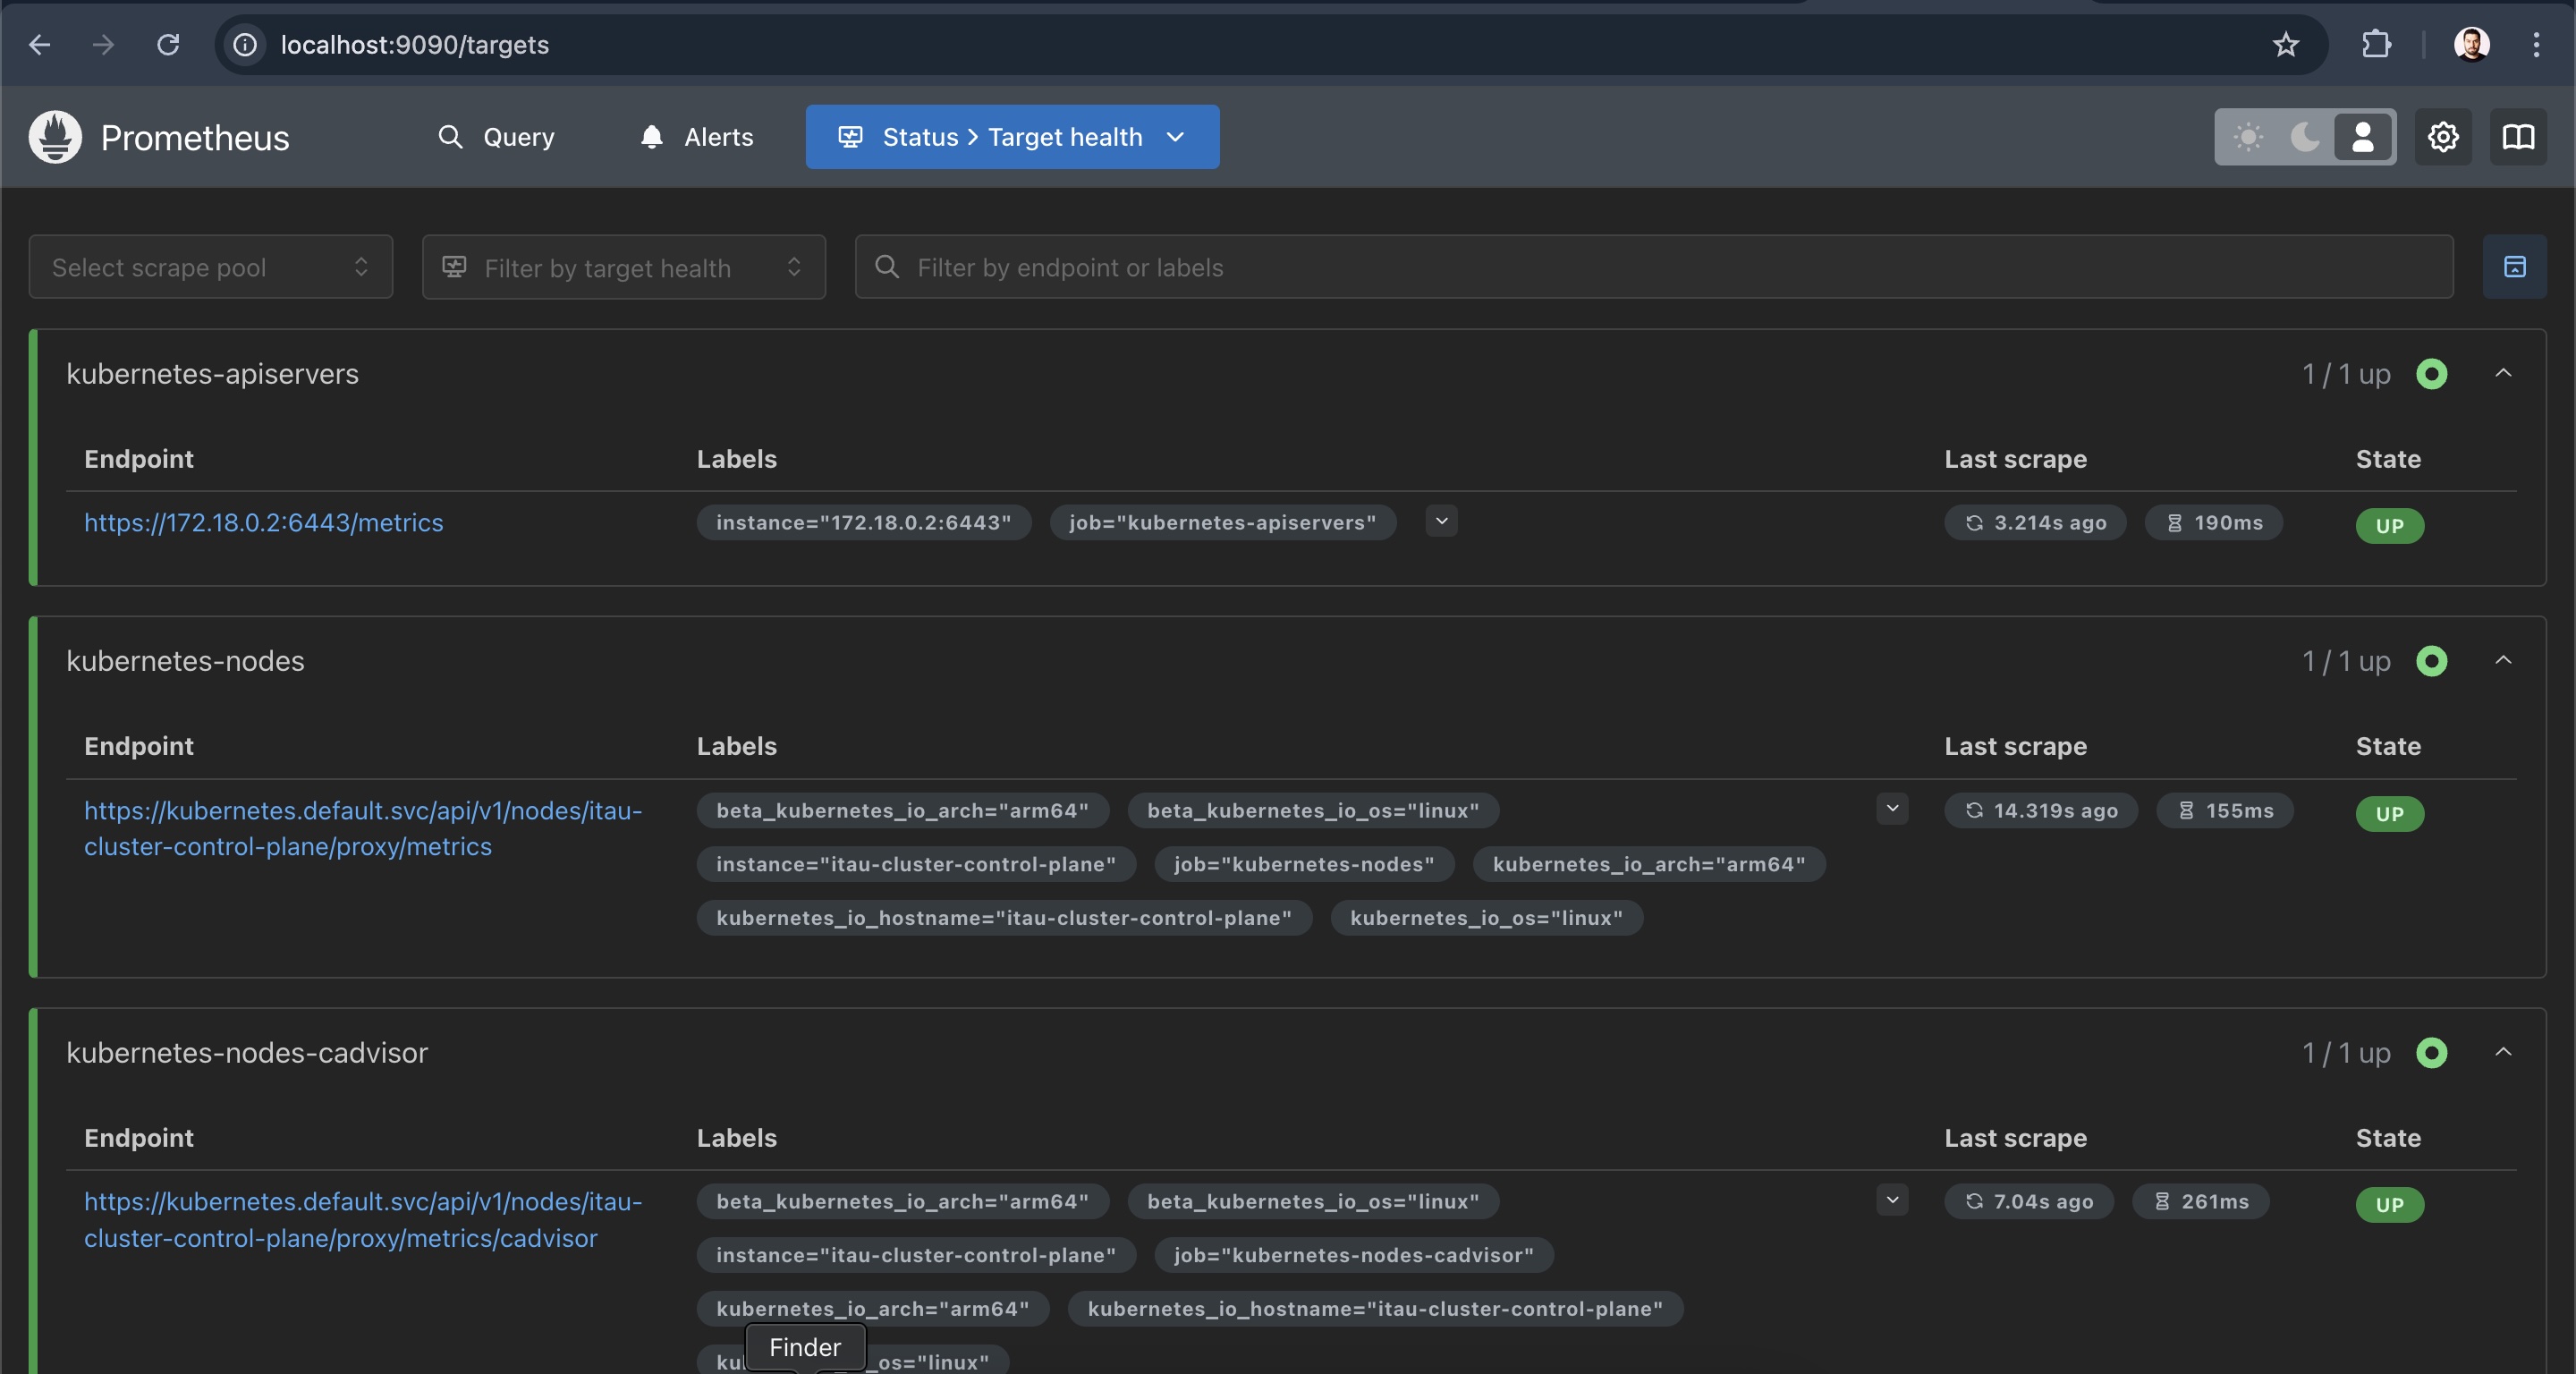 localhost:9090/targets
Prometheus Query Alerts Status > Target health
Select scrape pool Filter by target health Filter by endpoint or labels
kubernetes-apiservers 1 / 1 up
Endpoint Labels Last scrape State
https://172.18.0.2:6443/metrics instance="172.18.0.2:6443" job="kubernetes-apiservers" 3.214s ago 190ms UP
kubernetes-nodes 1 / 1 up
Endpoint Labels Last scrape State
https://kubernetes.default.svc/api/v1/nodes/itau- beta_kubernetes_io_arch="arm64" beta_kubernetes_io_os="linux" 14.319s ago 155ms UP
cluster-control-plane/proxy/metrics
instance="itau-cluster-control-plane" job="kubernetes-nodes" kubernetes_io_arch="arm64"
kubernetes_io_hostname="itau-cluster-control-plane" kubernetes_io_os="linux"
kubernetes-nodes-cadvisor 1 / 1 up
Endpoint Labels Last scrape State
https://kubernetes.default.svc/api/v1/nodes/itau- beta_kubernetes_io_arch="arm64" beta_kubernetes_io_os="linux" 7.04s ago 261ms UP
cluster-control-plane/proxy/metrics/cadvisor
instance="itau-cluster-control-plane" job="kubernetes-nodes-cadvisor"
kubernetes_io_arch="arm64" kubernetes_io_hostname="itau-cluster-control-plane"
Finder